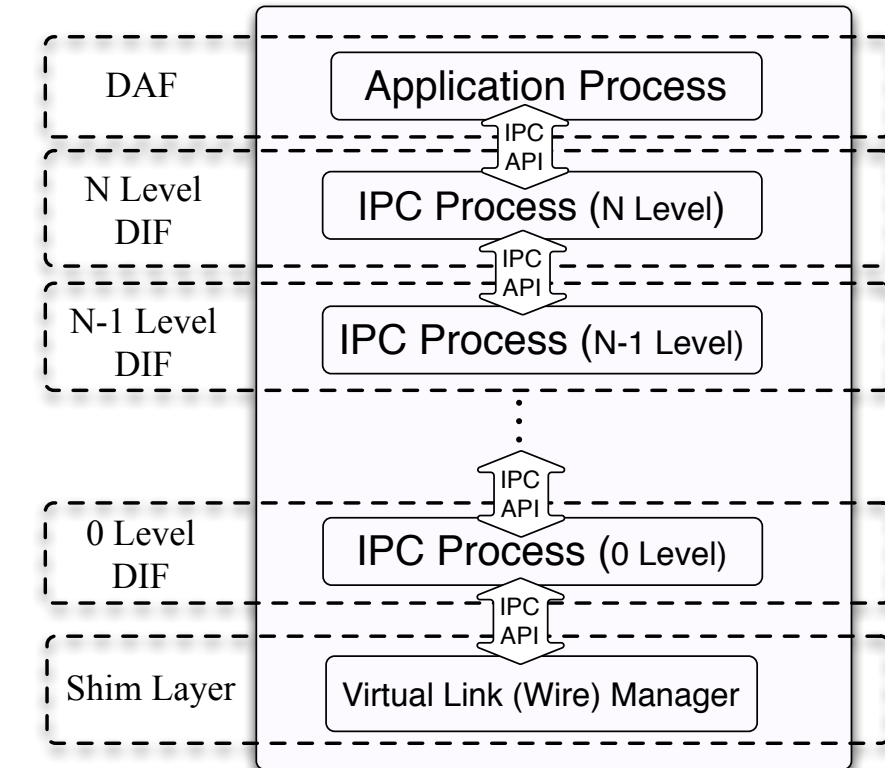 DAF
Application Process
IPC
API
N Level
DIF
IPC Process (N Level)
IPC
API
N-1 Level
DIF
IPC Process (N-1 Level)
IPC
API
0 Level
DIF
IPC Process (0 Level)
IPC
API
Shim Layer
Virtual Link (Wire) Manager